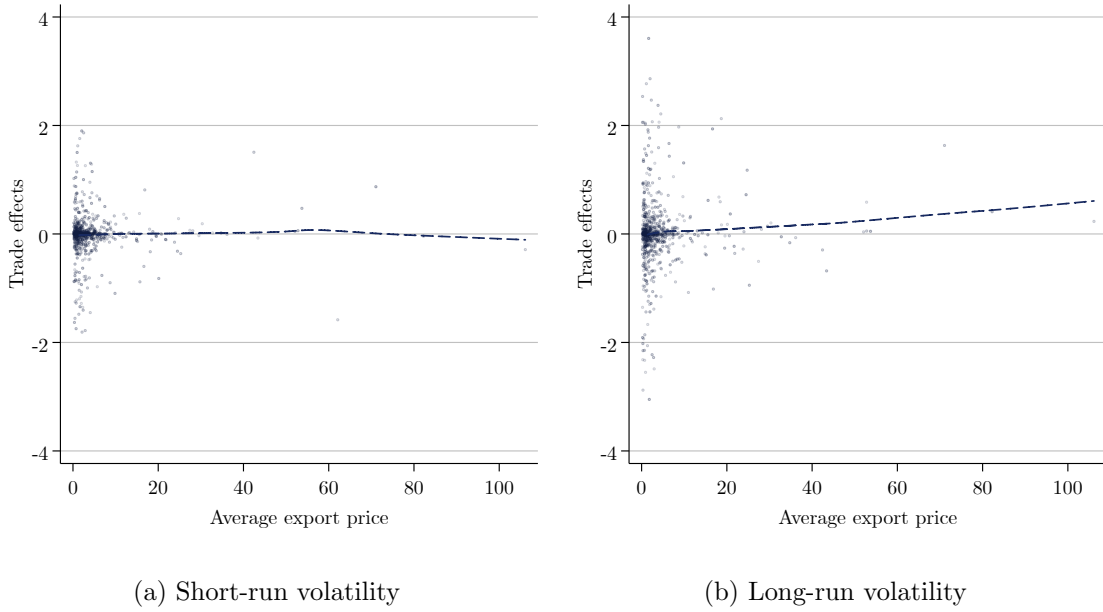 4
2
0
-2
-4
Trade effects
0 20 40 60 80 100
Average export price
(a) Short-run volatility
4
2
0
-2
-4
Trade effects
0 20 40 60 80 100
Average export price
(b) Long-run volatility